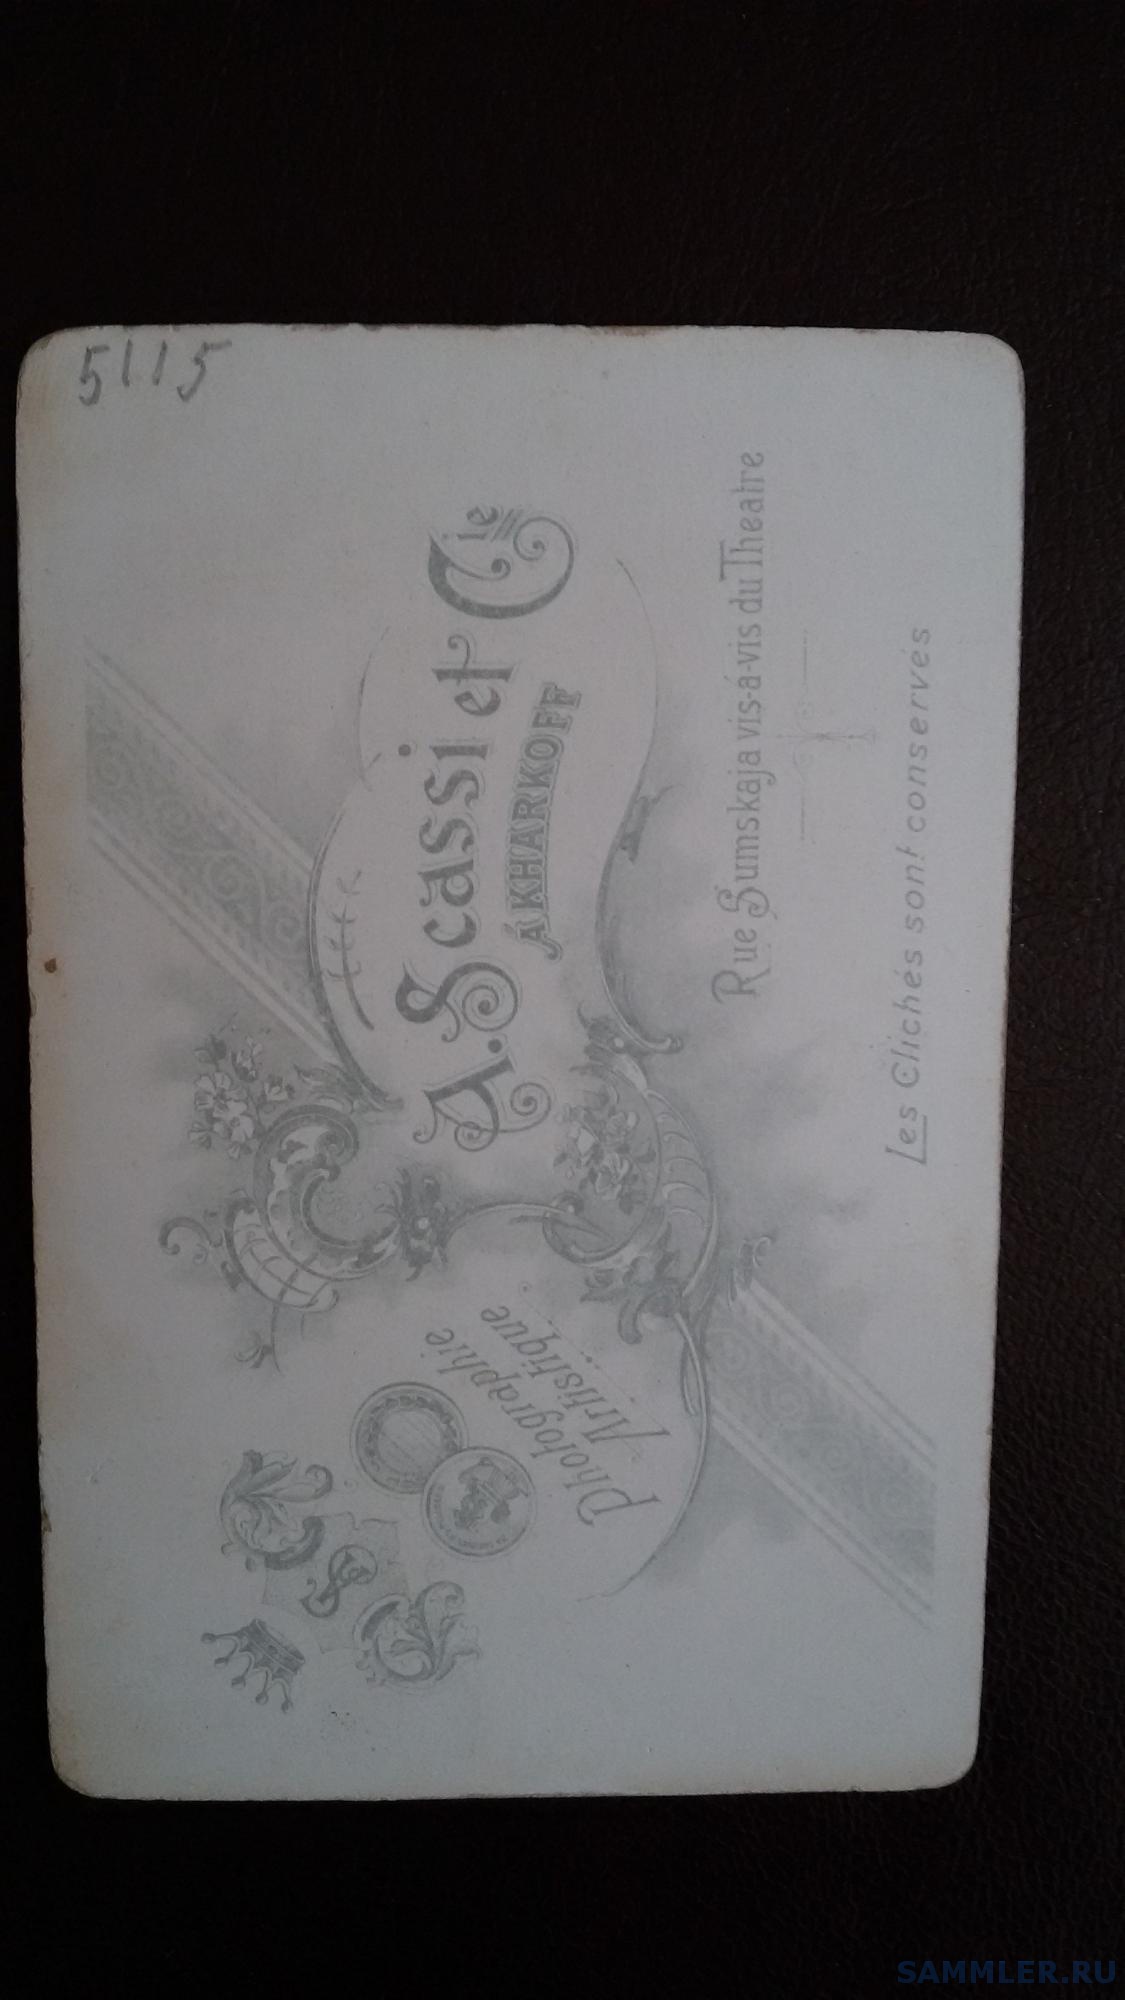 5115
Photographie
Artistique
A. Scassi et Cie
Á KHARKOFF
Rue Sumskaja vis-á-vis du Theatre
Les Clichés sont conservés
SAMMLER.RU